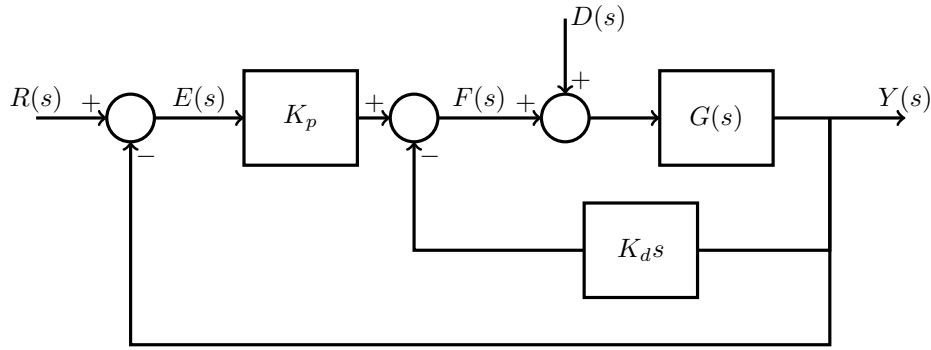 D(s)
R(s) + E(s) K_p + F(s) + + G(s) Y(s)
− −
K_d s